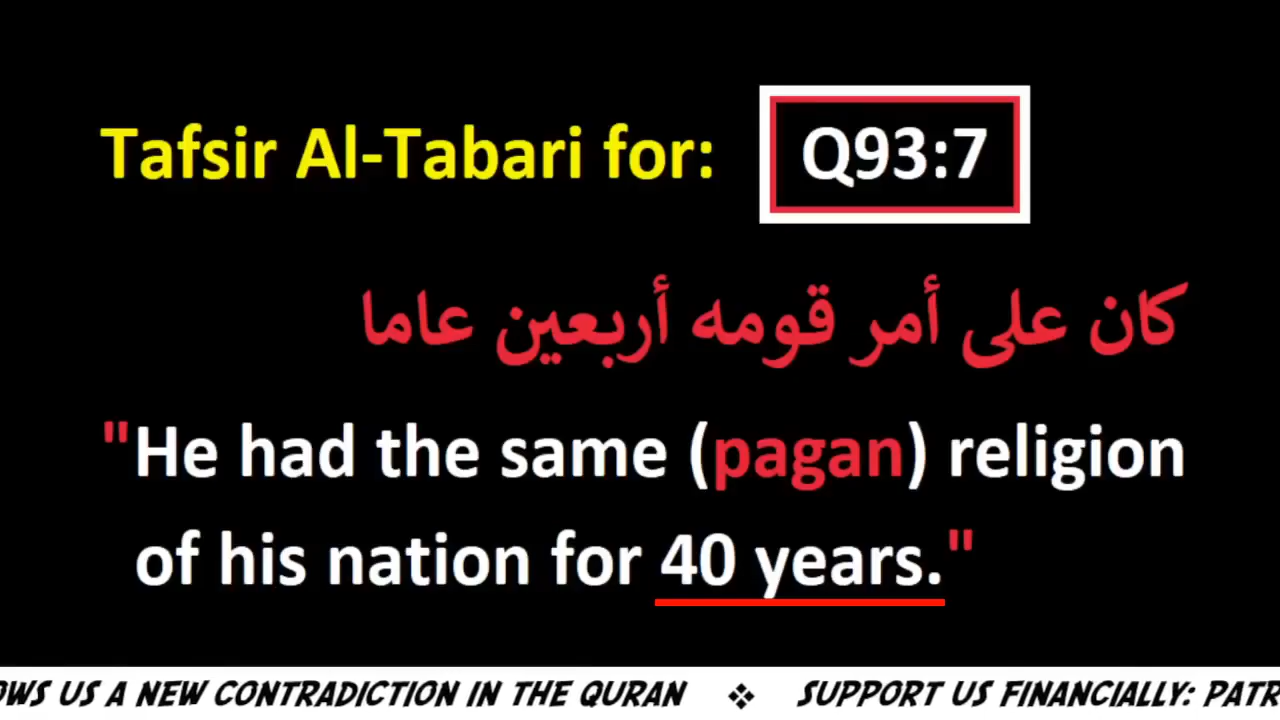 Tafsir Al-Tabari for: Q93:7
كان على أمر قومه أربعين عاما
"He had the same (pagan) religion
of his nation for 40 years."
OWS US A NEW CONTRADICTION IN THE QURAN ❖ SUPPORT US FINANCIALLY: PATR